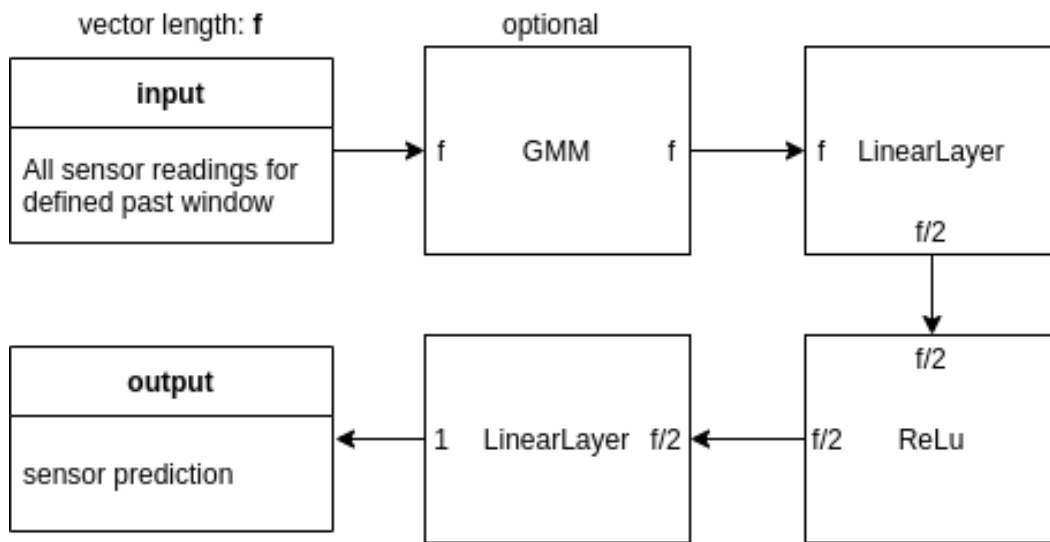 vector length: f
optional
input
All sensor readings for
defined past window
f GMM f
f LinearLayer
f/2
f/2
f/2 ReLu
1 LinearLayer f/2
output
sensor prediction